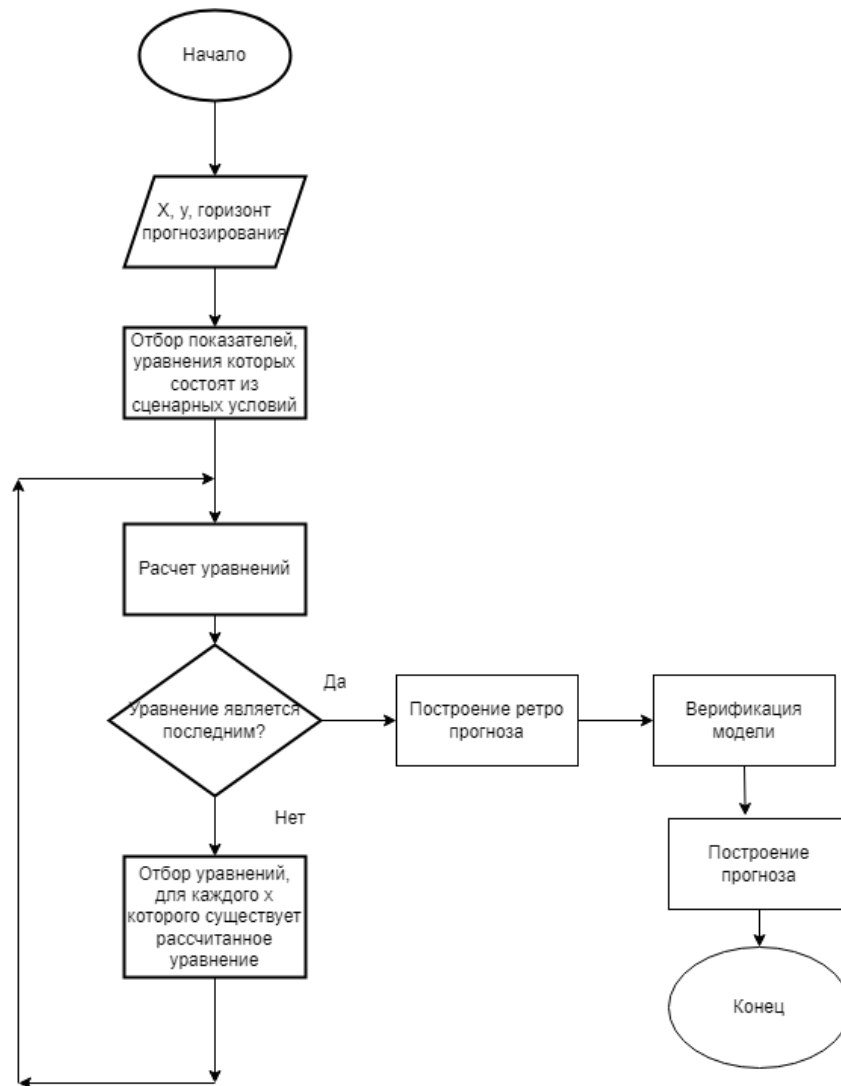 Начало
X, y, горизонт
прогнозирования
Отбор показателей,
уравнения которых
состоят из
сценарных условий
Расчет уравнений
Уравнение является
последним?
Да
Построение ретро
прогноза
Верификация
модели
Нет
Построение
прогноза
Отбор уравнений,
для каждого х
которого существует
рассчитанное
уравнение
Конец